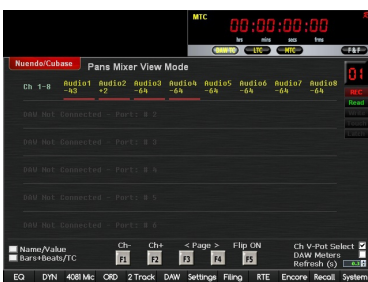 MTC
X
00:00:00:00
hrs mins secs frms
DAW TC LTC MTC F & F
Nuendo/Cubase Pans Mixer View Mode
01
Ch 1-8 Audio1 Audio2 Audio3 Audio4 Audio5 Audio6 Audio7 Audio8
-43 +2 -64 -64 -64 -64 -64 -64
REC
Read
DAW Not Connected - Port: # 2
DAW Not Connected - Port: # 3
DAW Not Connected - Port: # 4
DAW Not Connected - Port: # 5
DAW Not Connected - Port: # 6
Name/Value Ch- Ch+ < Page > Flip ON Ch V-Pot Select
Bars+Beats/TC F1 F2 F3 F4 F5 DAW Meters
Refresh (s)
EQ DYN 4081 Mic ORD 2 Track DAW Settings Filing RTE Encore Recall System